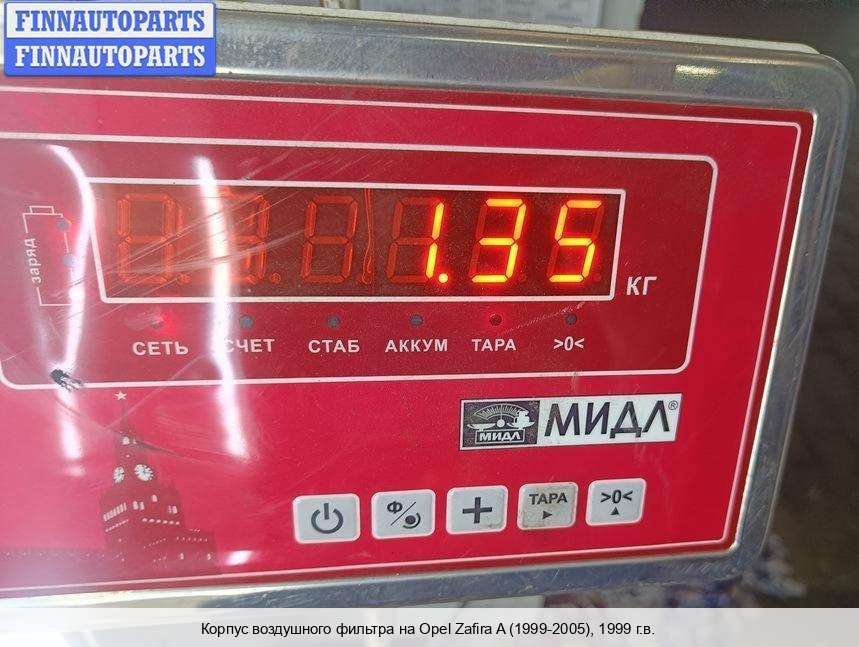 FINNAUTOPARTS
FINNAUTOPARTS
1.35
КГ
заряд
СЕТЬ СЧЕТ СТАБ АККУМ ТАРА >0<
МИДЛ
МИДЛ®
Ф
ТАРА
>0<
Корпус воздушного фильтра на Opel Zafira A (1999-2005), 1999 г.в.